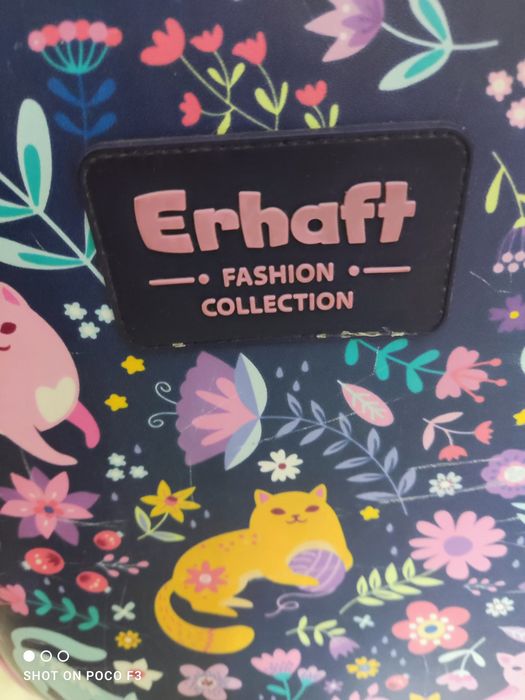 Erhaft
FASHION
COLLECTION
SHOT ON POCO F3